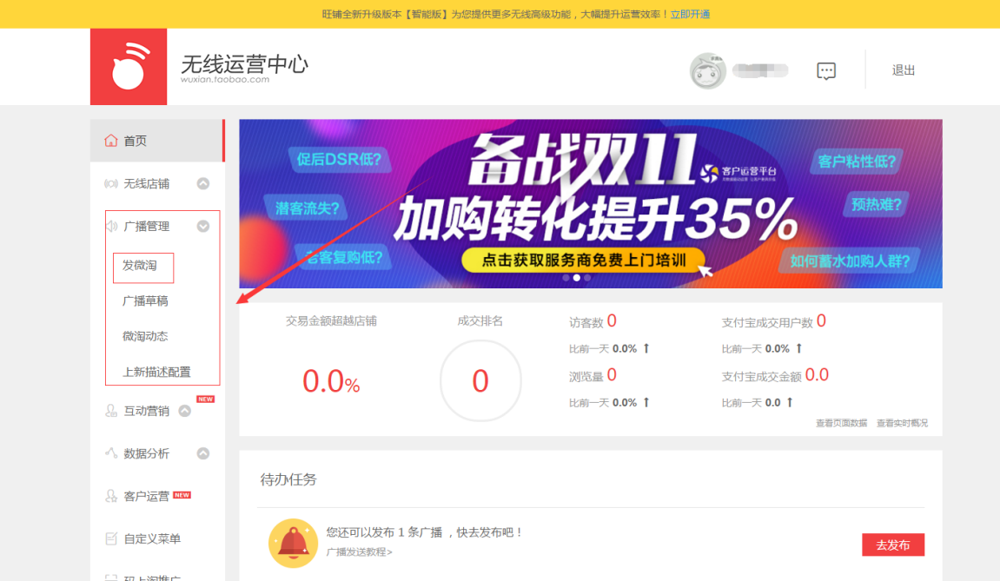 旺铺全新升级版本【智能版】为您提供更多无线高级功能，大幅提升运营效率！立即开通
无线运营中心
wuxian.taobao.com
退出
首页
无线店铺
广播管理
发微淘
广播草稿
微淘动态
上新描述配置
互动营销
NEW
数据分析
客户运营 NEW
自定义菜单
码上淘推广
促后DSR低?
潜客流失?
老客复购低?
备战双11
客户运营平台
加购转化提升35%
点击获取服务商免费上门培训
客户粘性低?
预热难?
如何蓄水加购人群?
交易金额超越店铺
0.0%
成交排名
0
访客数 0
比前一天 0.0%
浏览量 0
比前一天 0.0%
支付宝成交用户数 0
比前一天 0.0%
支付宝成交金额 0.0
比前一天 0.0
查看页面数据 查看实时概况
待办任务
您还可以发布 1 条广播 ，快去发布吧！
广播发送教程>
去发布